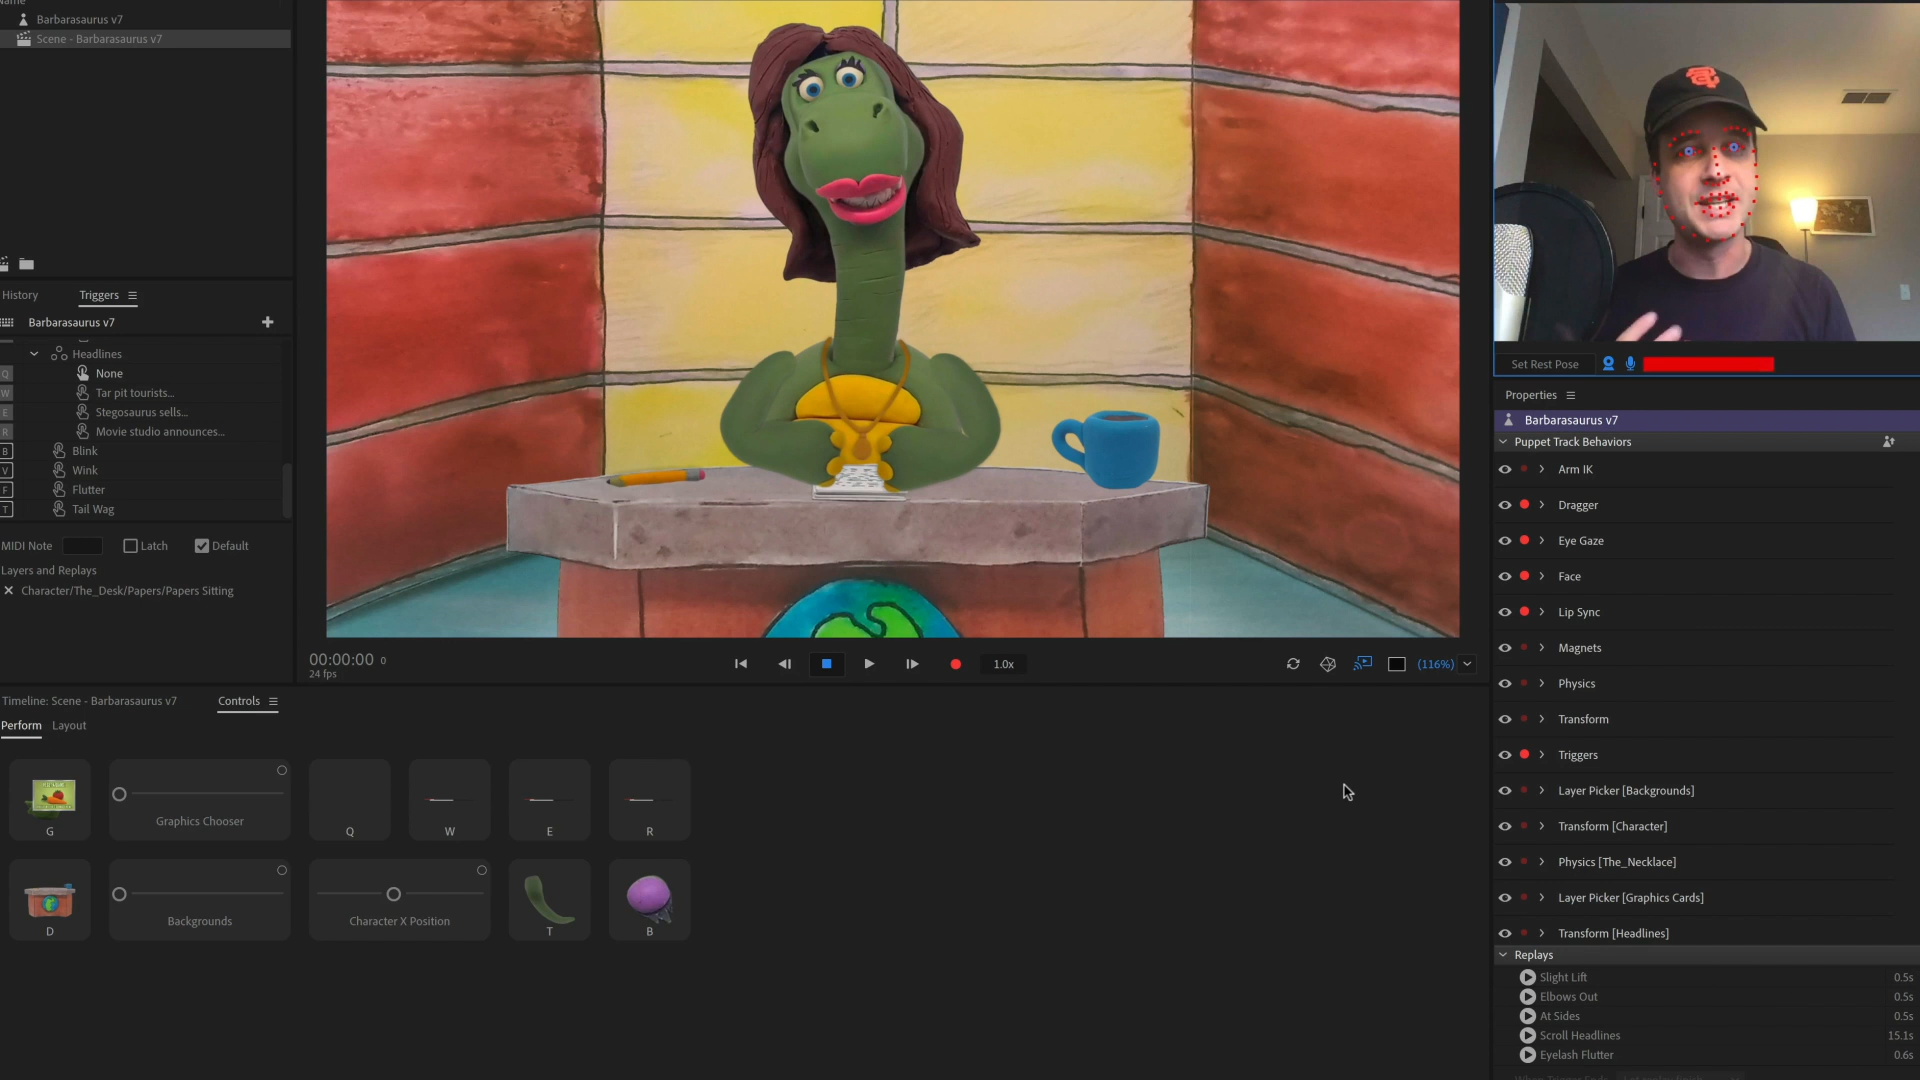 Name
Barbarasaurus v7
Scene - Barbarasaurus v7
History
Triggers
Barbarasaurus v7
Headlines
Q
None
W
Tar pit tourists...
E
Stegosaurus sells...
R
Movie studio announces...
B
Blink
V
Wink
F
Flutter
T
Tail Wag
MIDI Note
Latch
Default
Layers and Replays
Character/The_Desk/Papers/Papers Sitting
00:00:00 0
24 fps
1.0x
(116%)
Timeline: Scene - Barbarasaurus v7
Controls
Perform
Layout
G
Graphics Chooser
Q
W
E
R
D
Backgrounds
Character X Position
T
B
Set Rest Pose
Properties
Barbarasaurus v7
Puppet Track Behaviors
Arm IK
Dragger
Eye Gaze
Face
Lip Sync
Magnets
Physics
Transform
Triggers
Layer Picker [Backgrounds]
Transform [Character]
Physics [The_Necklace]
Layer Picker [Graphics Cards]
Transform [Headlines]
Replays
Slight Lift 0.5s
Elbows Out 0.5s
At Sides 0.5s
Scroll Headlines 15.1s
Eyelash Flutter 0.6s